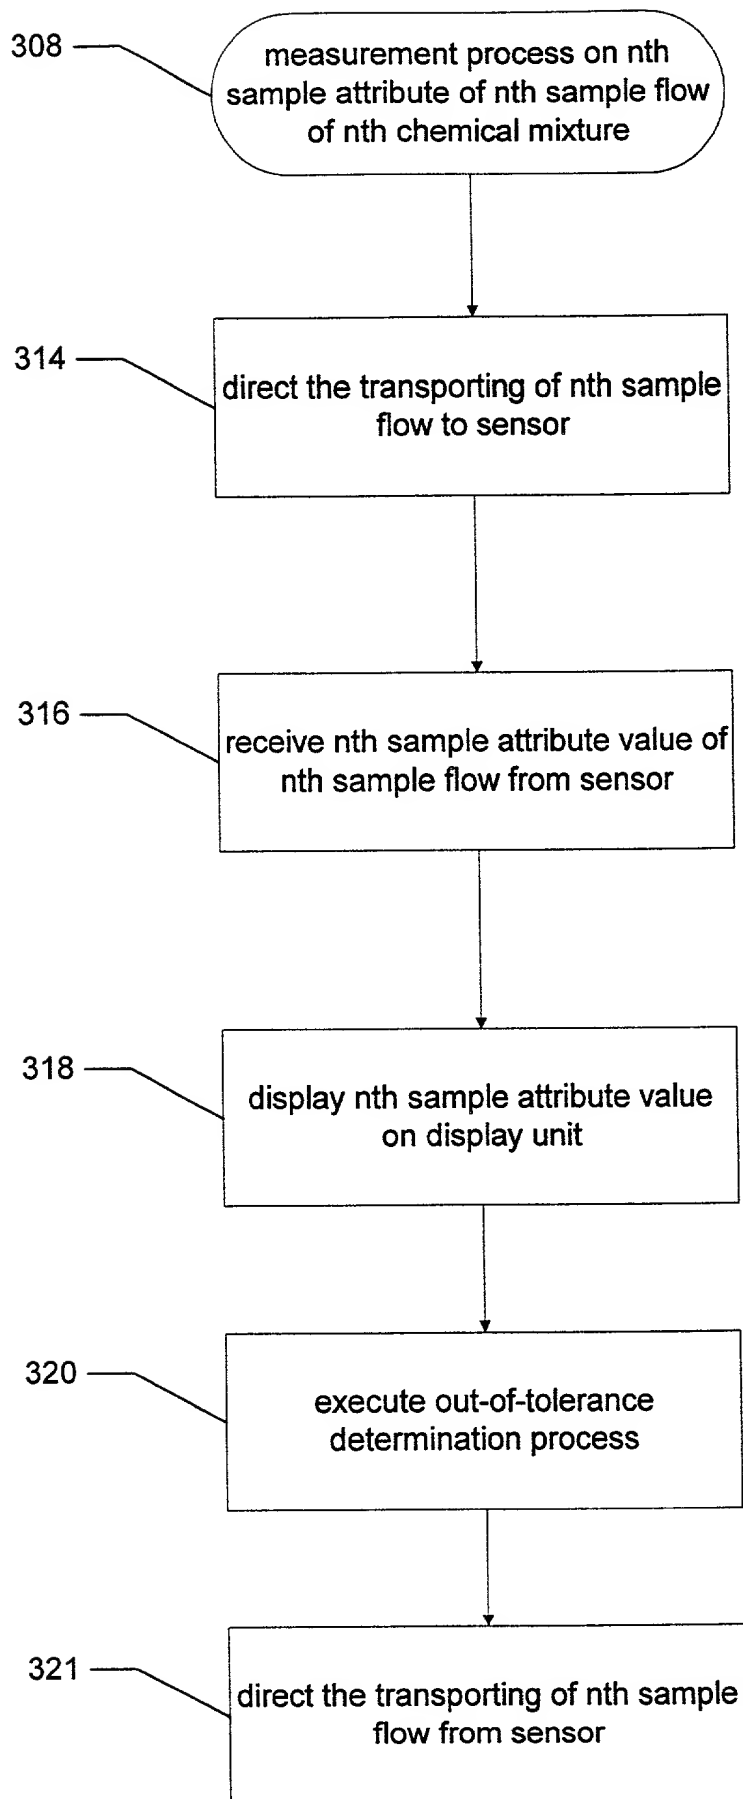 308
measurement process on nth
sample attribute of nth sample flow
of nth chemical mixture
314
direct the transporting of nth sample
flow to sensor
316
receive nth sample attribute value of
nth sample flow from sensor
318
display nth sample attribute value
on display unit
320
execute out-of-tolerance
determination process
321
direct the transporting of nth sample
flow from sensor